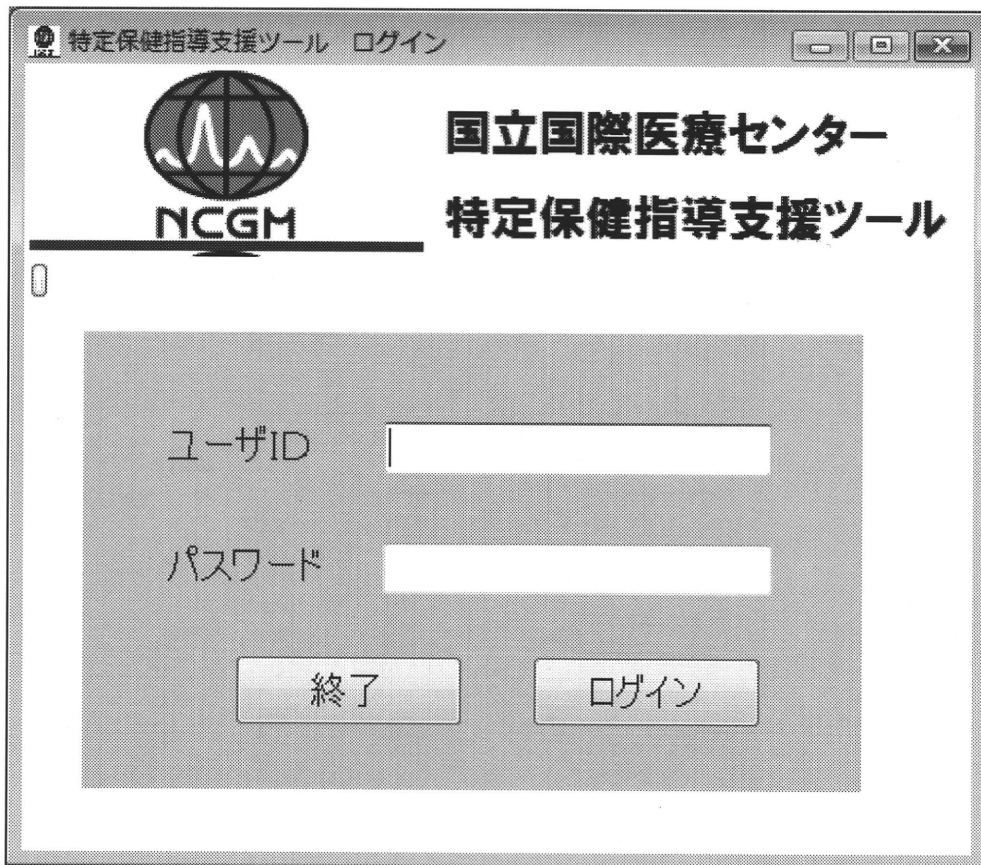 特定保健指導支援ツール ログイン
NCGM
国立国際医療センター
特定保健指導支援ツール
ユーザID
パスワード
終了
ログイン